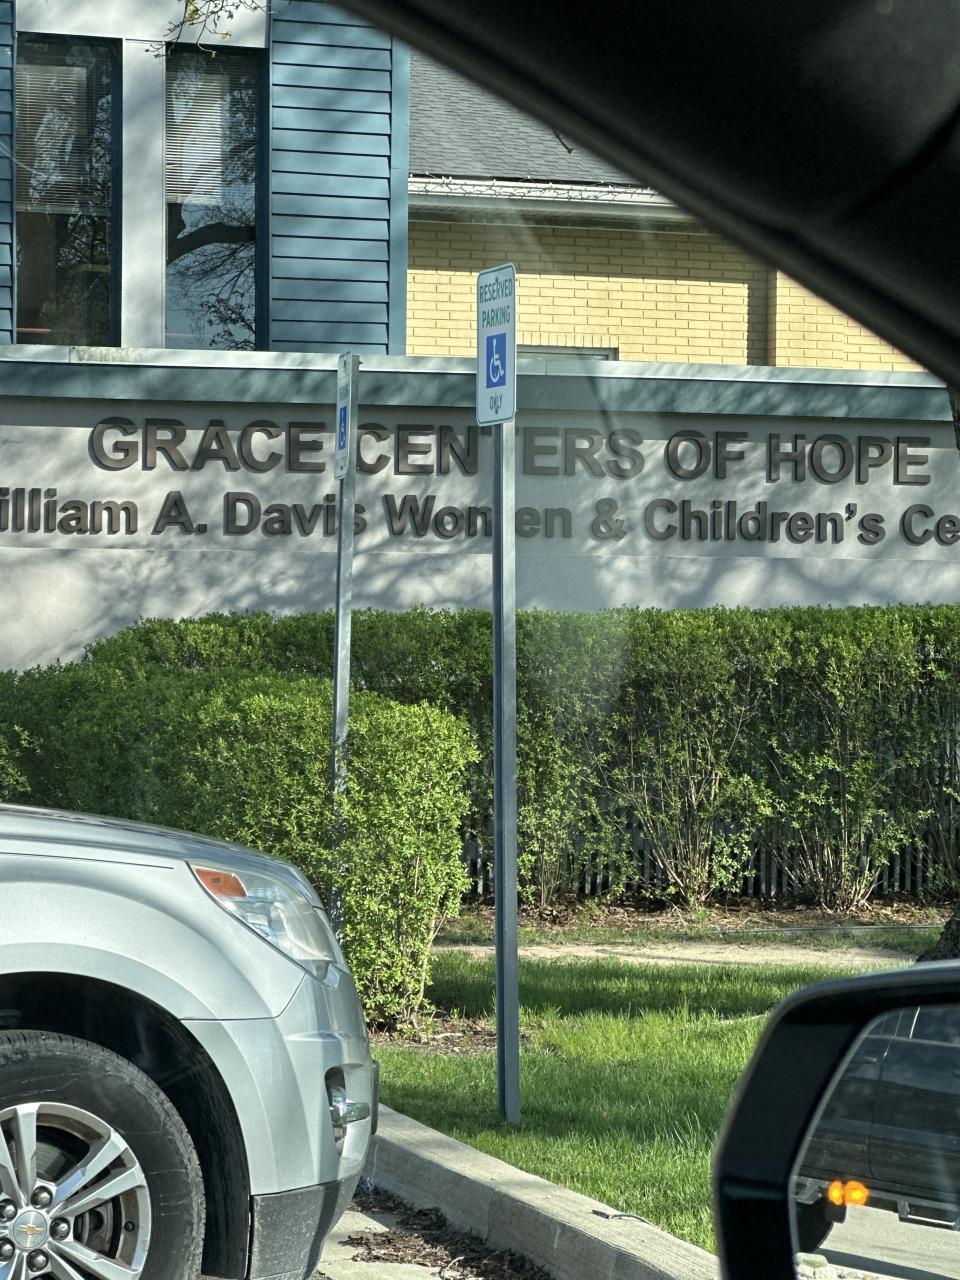 RESERVED
PARKING
ONLY
GRACE CENTERS OF HOPE
illiam A. Davis Women & Children's Ce